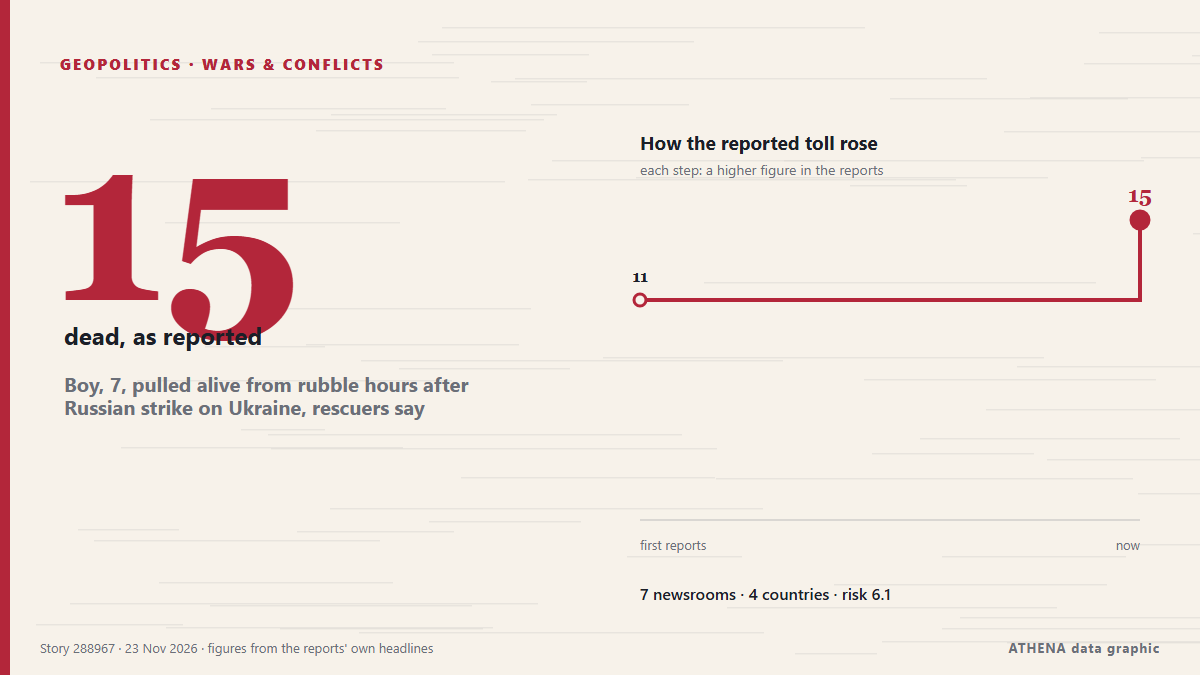 GEOPOLITICS · WARS & CONFLICTS
15
dead, as reported
Boy, 7, pulled alive from rubble hours after
Russian strike on Ukraine, rescuers say
How the reported toll rose
each step: a higher figure in the reports
15
11
first reports
now
7 newsrooms · 4 countries · risk 6.1
Story 288967 · 23 Nov 2026 · figures from the reports' own headlines
ATHENA data graphic